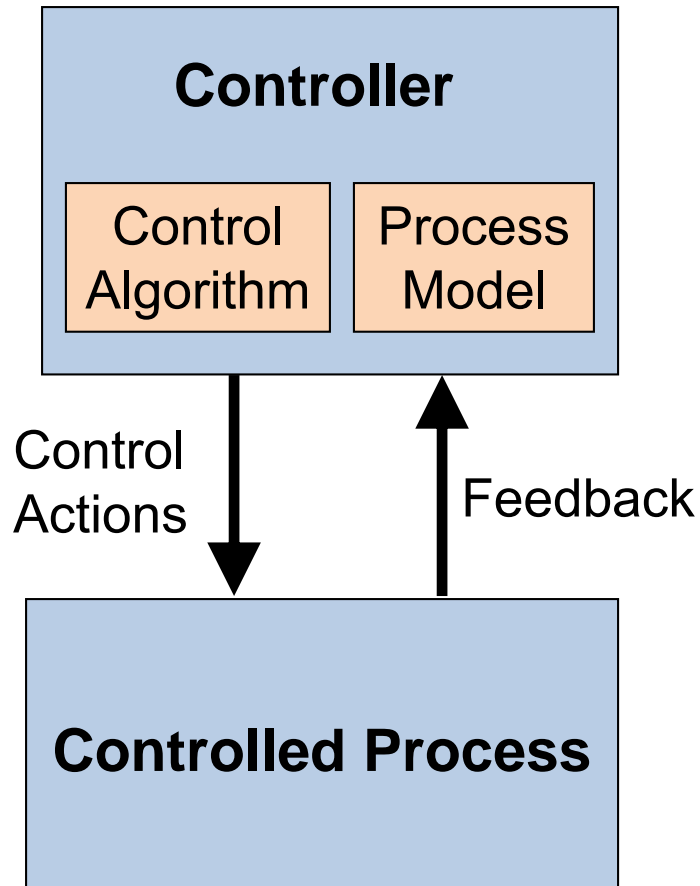 Controller
Control
Algorithm
Process
Model
Control
Actions
Feedback
Controlled Process